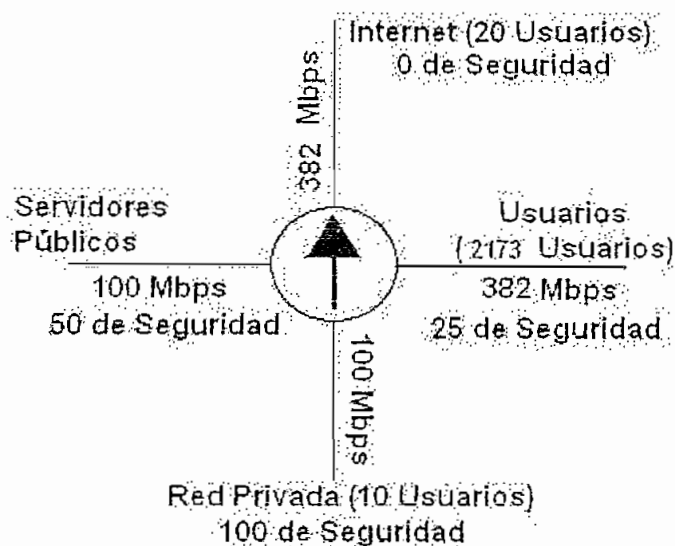 Internet (20 Usuarios)
0 de Seguridad
382 Mbps
Servidores
Públicos
100 Mbps
50 de Seguridad
Usuarios
(2173 Usuarios)
382 Mbps
25 de Seguridad
100 Mbps
Red Privada (10 Usuarios)
100 de Seguridad